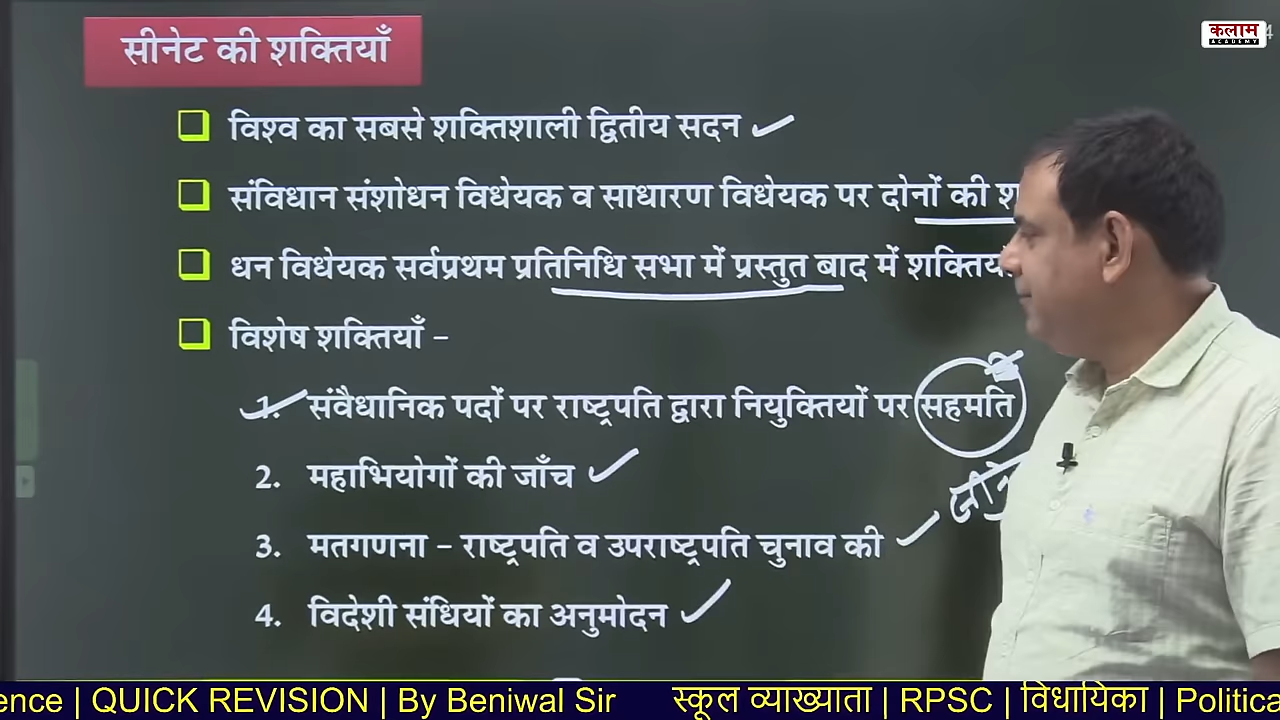 सीनेट की शक्तियाँ
कलाम
ACADEMY
विश्व का सबसे शक्तिशाली द्वितीय सदन
संविधान संशोधन विधेयक व साधारण विधेयक पर दोनों की
धन विधेयक सर्वप्रथम प्रतिनिधि सभा में प्रस्तुत बाद में
विशेष शक्तियाँ –
1. संवैधानिक पदों पर राष्ट्रपति द्वारा नियुक्तियों पर सहमति
2. महाभियोगों की जाँच
3. मतगणना – राष्ट्रपति व उपराष्ट्रपति चुनाव की
4. विदेशी संधियों का अनुमोदन
ence | QUICK REVISION | By Beniwal Sir स्कूल व्याख्याता | RPSC | विधायिका | Politica